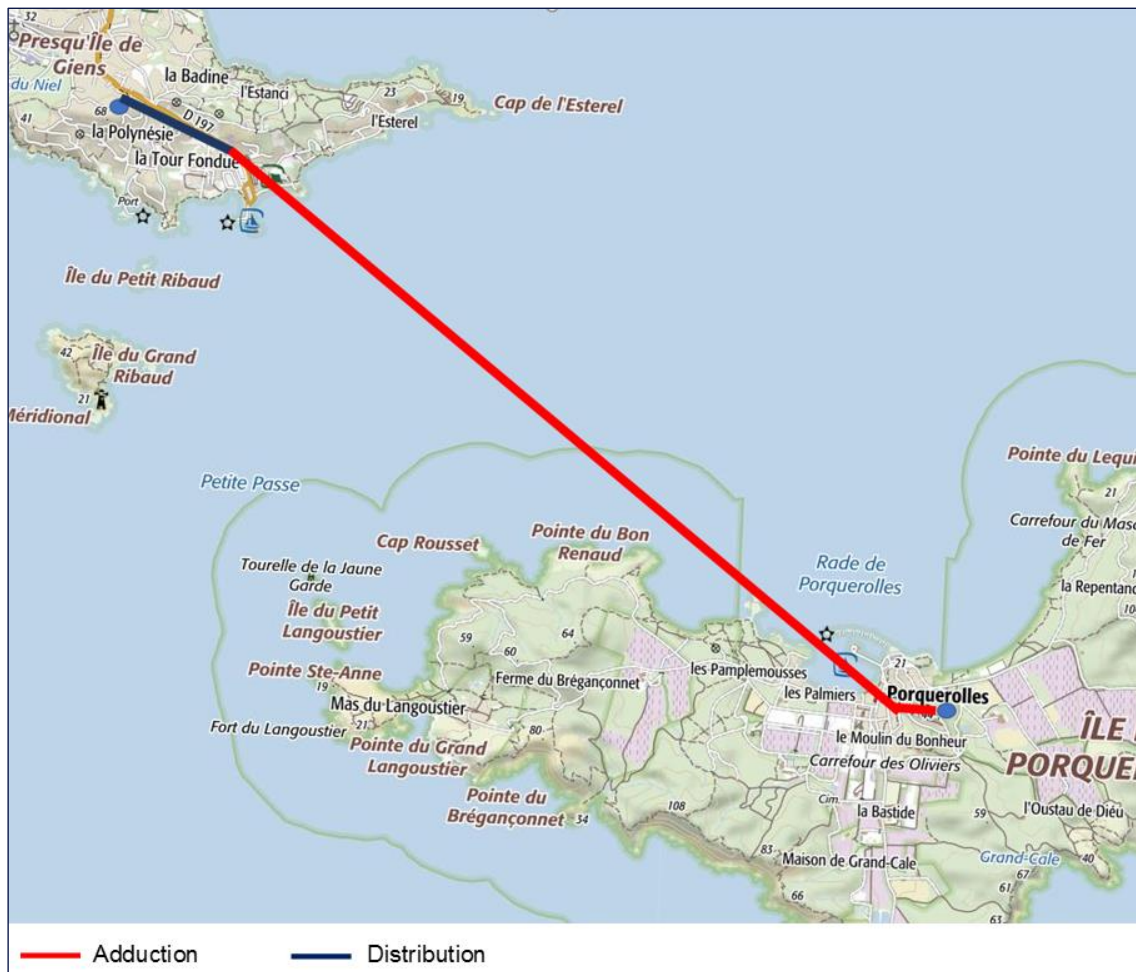 32
Presqu'Île de
Giens
du Niel
la Badine
l'Estanci
23
19
Cap de l'Esterel
l'Esterel
68
41
la Polynésie
D 197
la Tour Fondue
Port
Île du Petit Ribaud
42
Île du Grand
Ribaud
21
Méridional
Petite Passe
Pointe du Lequi
21
Carrefour du Mas
de Fer
la Repentanc
10
Cap Rousset
Pointe du Bon
Renaud
Rade de
Porquerolles
Tourelle de la Jaune
Garde
Île du Petit
Langoustier
59
64
60
Pointe Ste-Anne
19
Ferme du Brégançonnet
les Pamplemousses
21
les Palmiers
Porquerolles
Mas du Langoustier
21
Fort du Langoustier
80
le Moulin du Bonheur
ÎLE
PORQUE
Pointe du Grand
Langoustier
Carrefour des Oliviers
Pointe du
Brégançonnet
34
108
Cim.
la Bastide
59
l'Oustau de Diéu
83
Maison de Grand-Cale
Grand-Cale
40
67
61
66
63
Adduction
Distribution